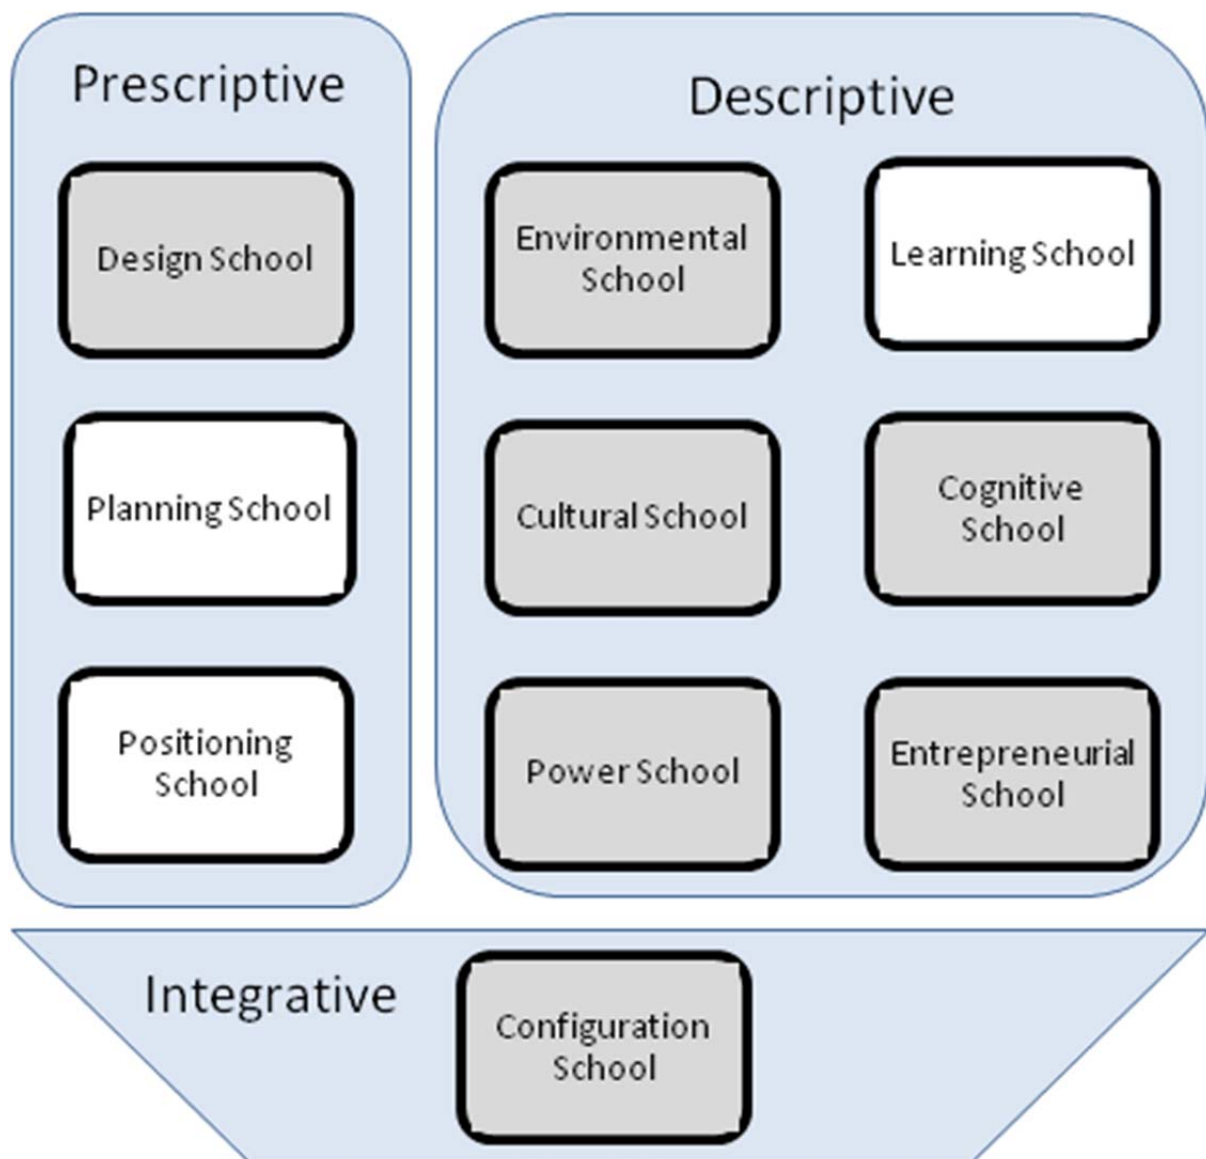 Prescriptive
Design School
Planning School
Positioning
School
Descriptive
Environmental
School
Learning School
Cultural School
Cognitive
School
Power School
Entrepreneurial
School
Integrative
Configuration
School